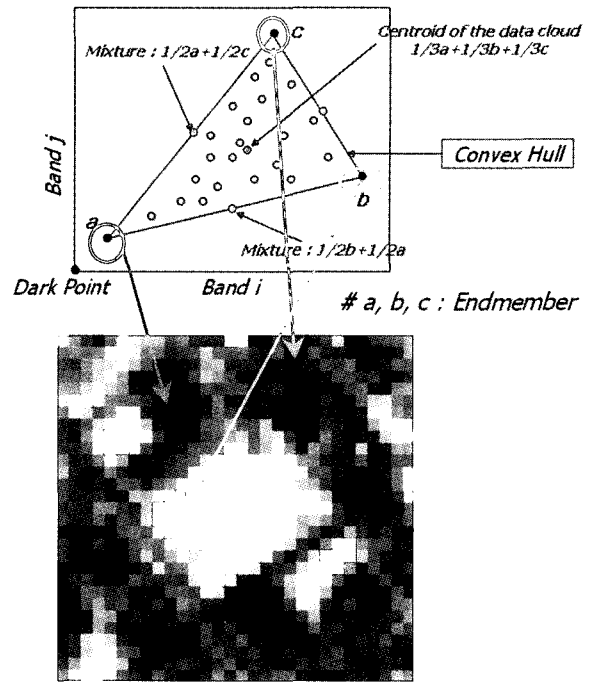 c
Centroid of the data cloud
1/3a+1/3b+1/3c
Mixture : 1/2a+1/2c
Band j
Convex Hull
b
a
Mixture : 1/2b+1/2a
Dark Point
Band i
# a, b, c : Endmember